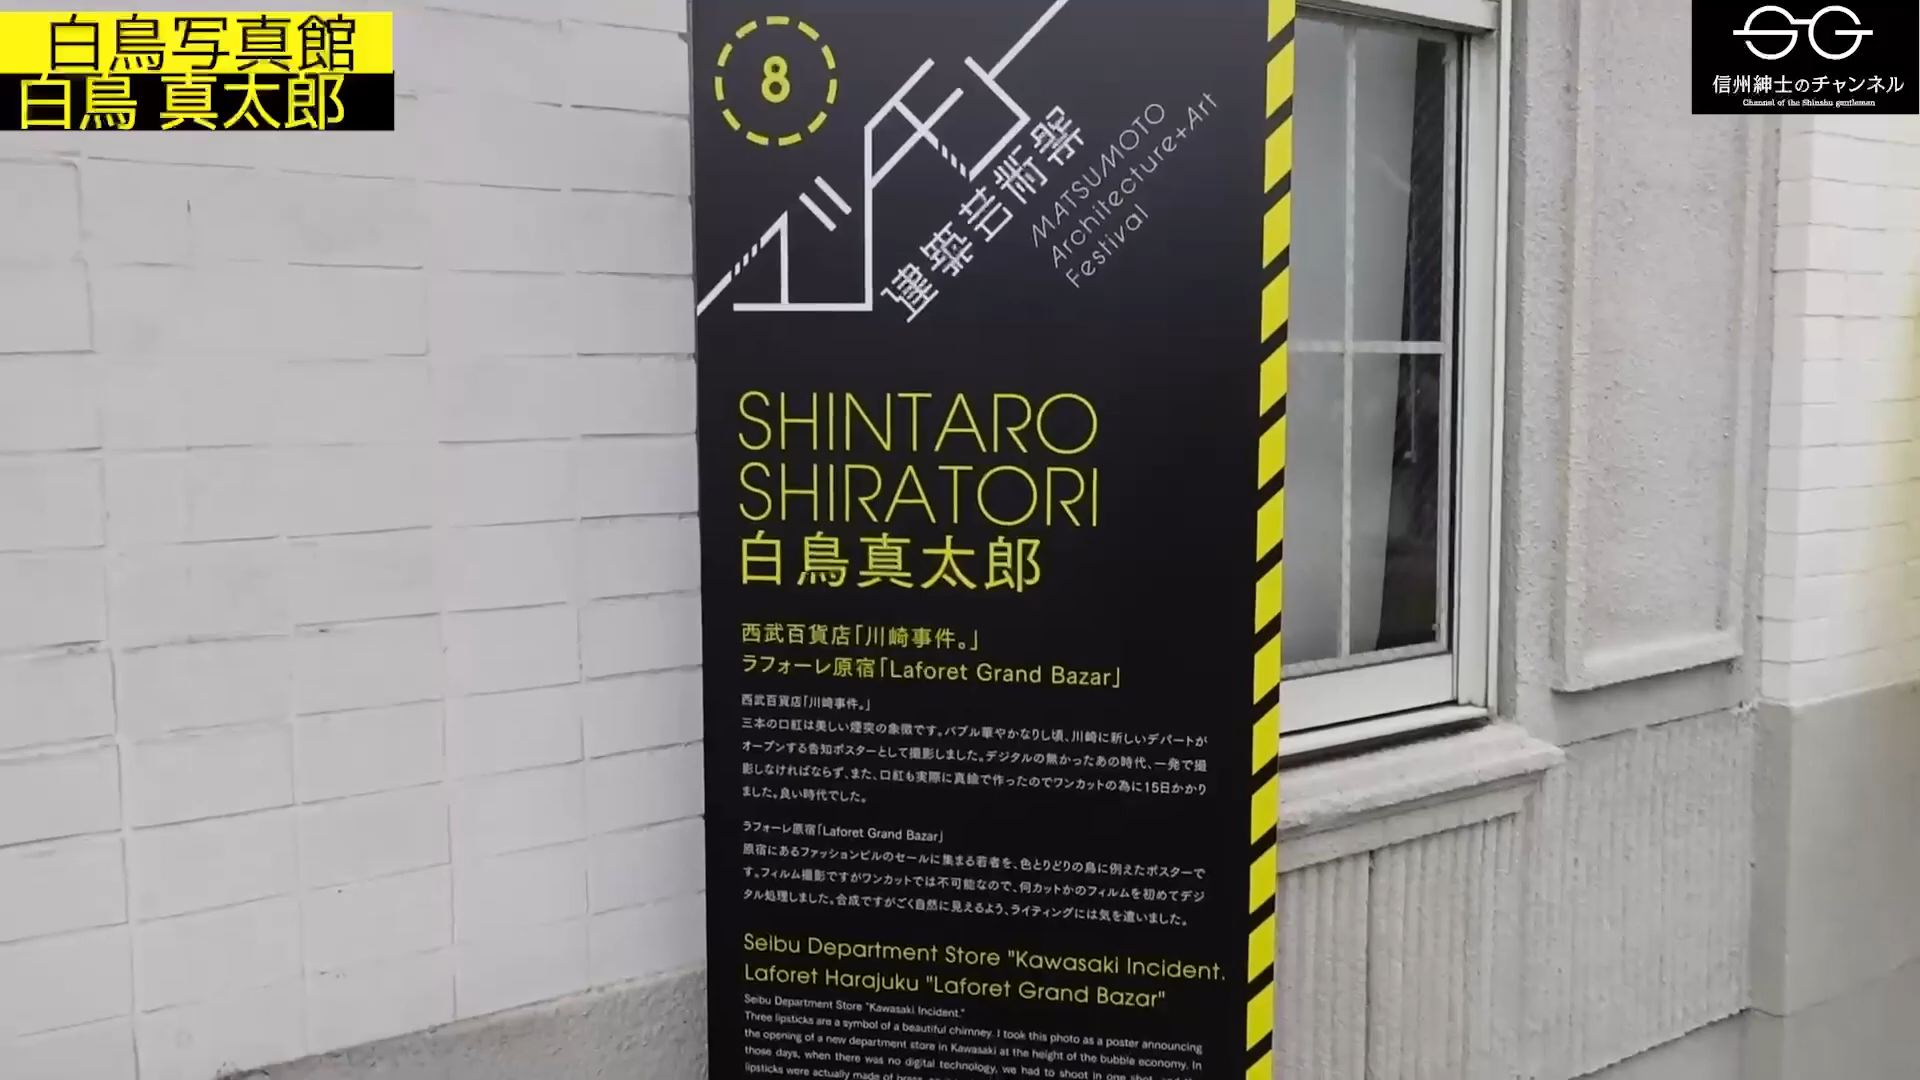 白鳥写真館
白鳥 真太郎
SG
信州紳士のチャンネル
Channel of the Shinshu gentlemen
8
マツモト
建築芸術祭
MATSUMOTO
Architecture+Art
Festival
SHINTARO
SHIRATORI
白鳥真太郎
西武百貨店「川崎事件。」
ラフォーレ原宿「Laforet Grand Bazar」
西武百貨店「川崎事件。」
三本の口紅は美しい煙突の象徴です。バブル華やかなりし頃、川崎に新しいデパートが
オープンする告知ポスターとして撮影しました。デジタルの無かったあの時代、一発で撮
影しなければならず、また、口紅も実際に真鍮で作ったのでワンカットの為に15日かかり
ました。良い時代でした。
ラフォーレ原宿「Laforet Grand Bazar」
原宿にあるファッションビルのセールに集まる若者を、色とりどりの鳥に例えたポスターで
す。フィルム撮影ですがワンカットでは不可能なので、何カットかのフィルムを初めてデジ
タル処理しました。合成ですがごく自然に見えるよう、ライティングには気を遣いました。
Seibu Department Store "Kawasaki Incident.
Laforet Harajuku "Laforet Grand Bazar"
Seibu Department Store "Kawasaki Incident."
Three lipsticks are a symbol of a beautiful chimney. I took this photo as a poster announcing
the opening of a new department store in Kawasaki at the height of the bubble economy. In
those days, when there was no digital technology, we had to shoot in one shot, and
lipsticks were actually made of brass,